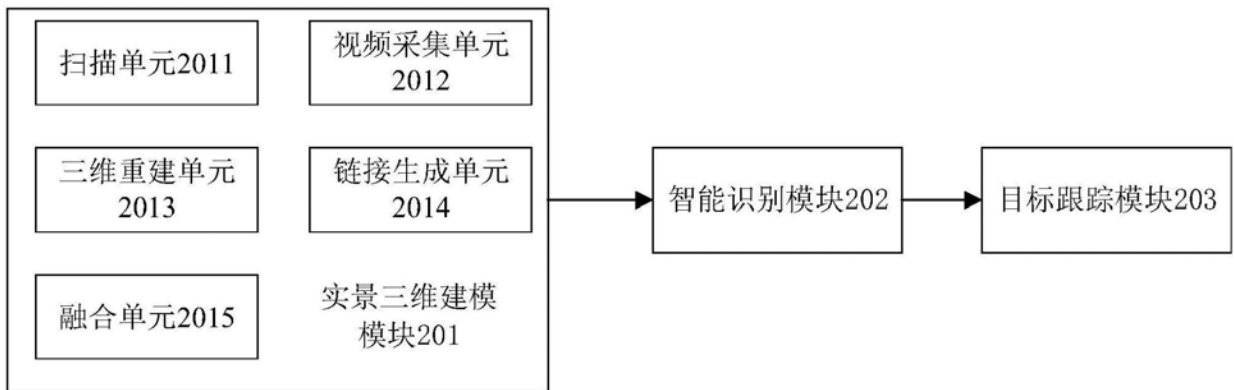 扫描单元2011
视频采集单元
2012
三维重建单元
2013
链接生成单元
2014
融合单元2015
实景三维建模
模块201
智能识别模块202
目标跟踪模块203